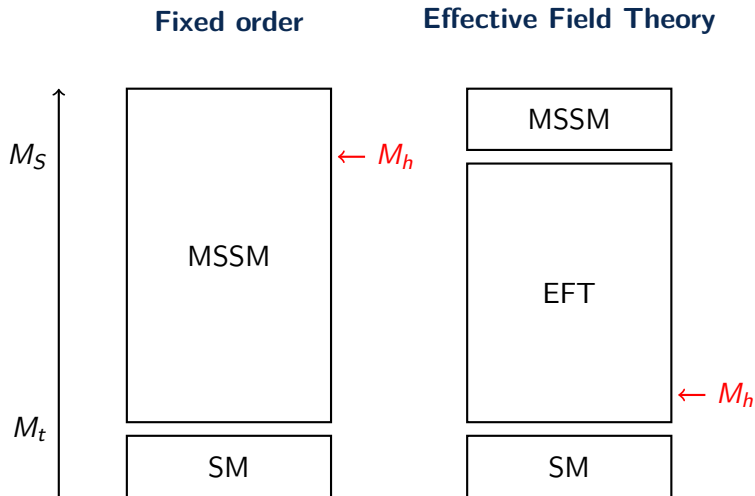 Fixed order
Effective Field Theory
MSSM
M_S
← M_h
MSSM
EFT
← M_h
M_t
SM
SM